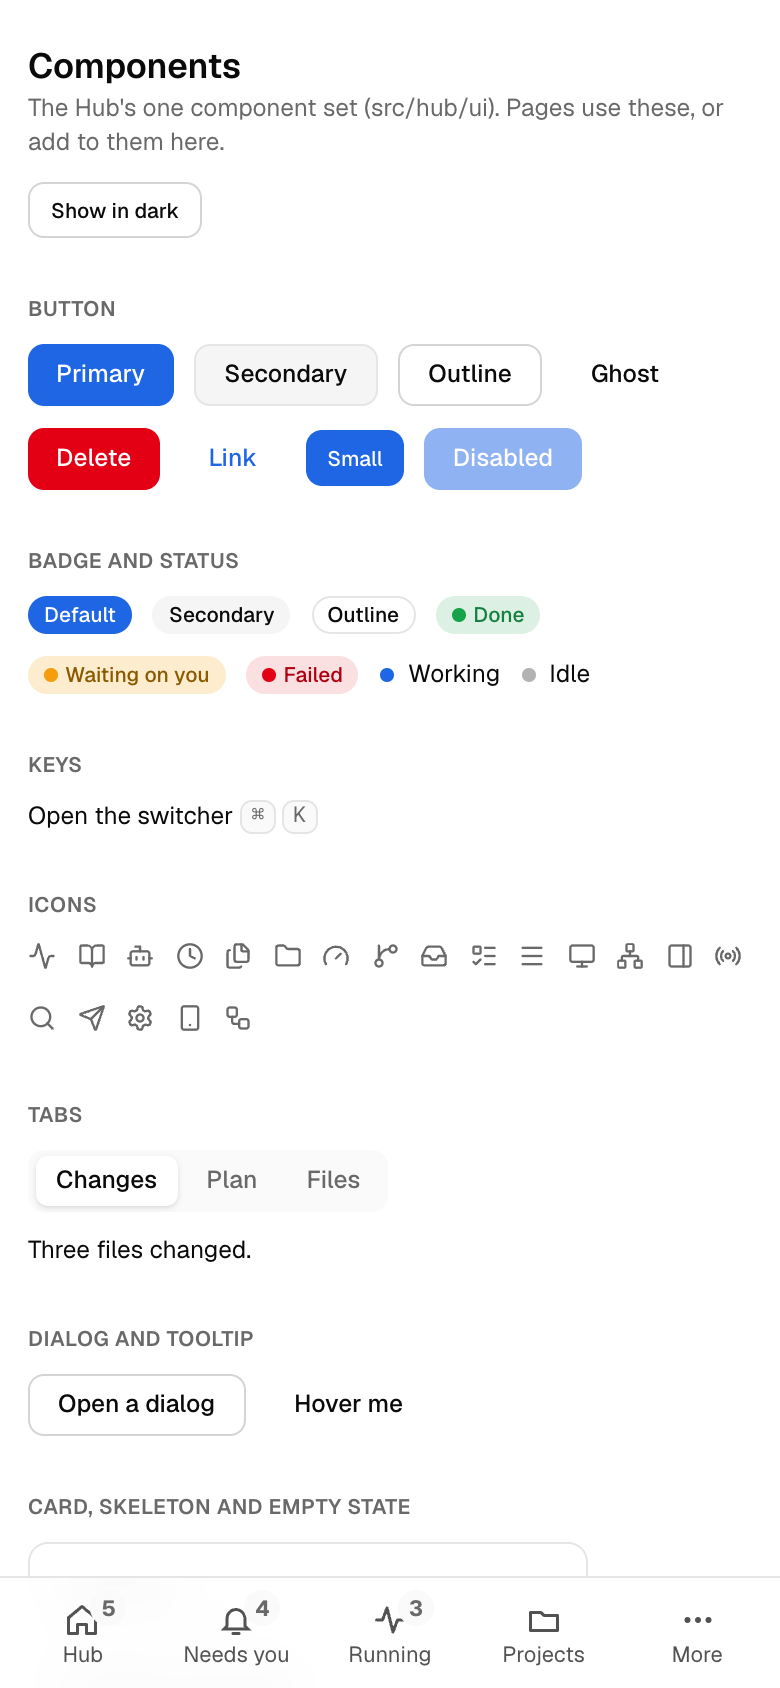 Components
The Hub's one component set (src/hub/ui). Pages use these, or
add to them here.
Show in dark
BUTTON
Primary Secondary Outline Ghost
Delete Link Small Disabled
BADGE AND STATUS
Default Secondary Outline Done
Waiting on you Failed Working Idle
KEYS
Open the switcher ⌘ K
ICONS
TABS
Changes Plan Files
Three files changed.
DIALOG AND TOOLTIP
Open a dialog Hover me
CARD, SKELETON AND EMPTY STATE
5 4 3
Hub Needs you Running Projects More